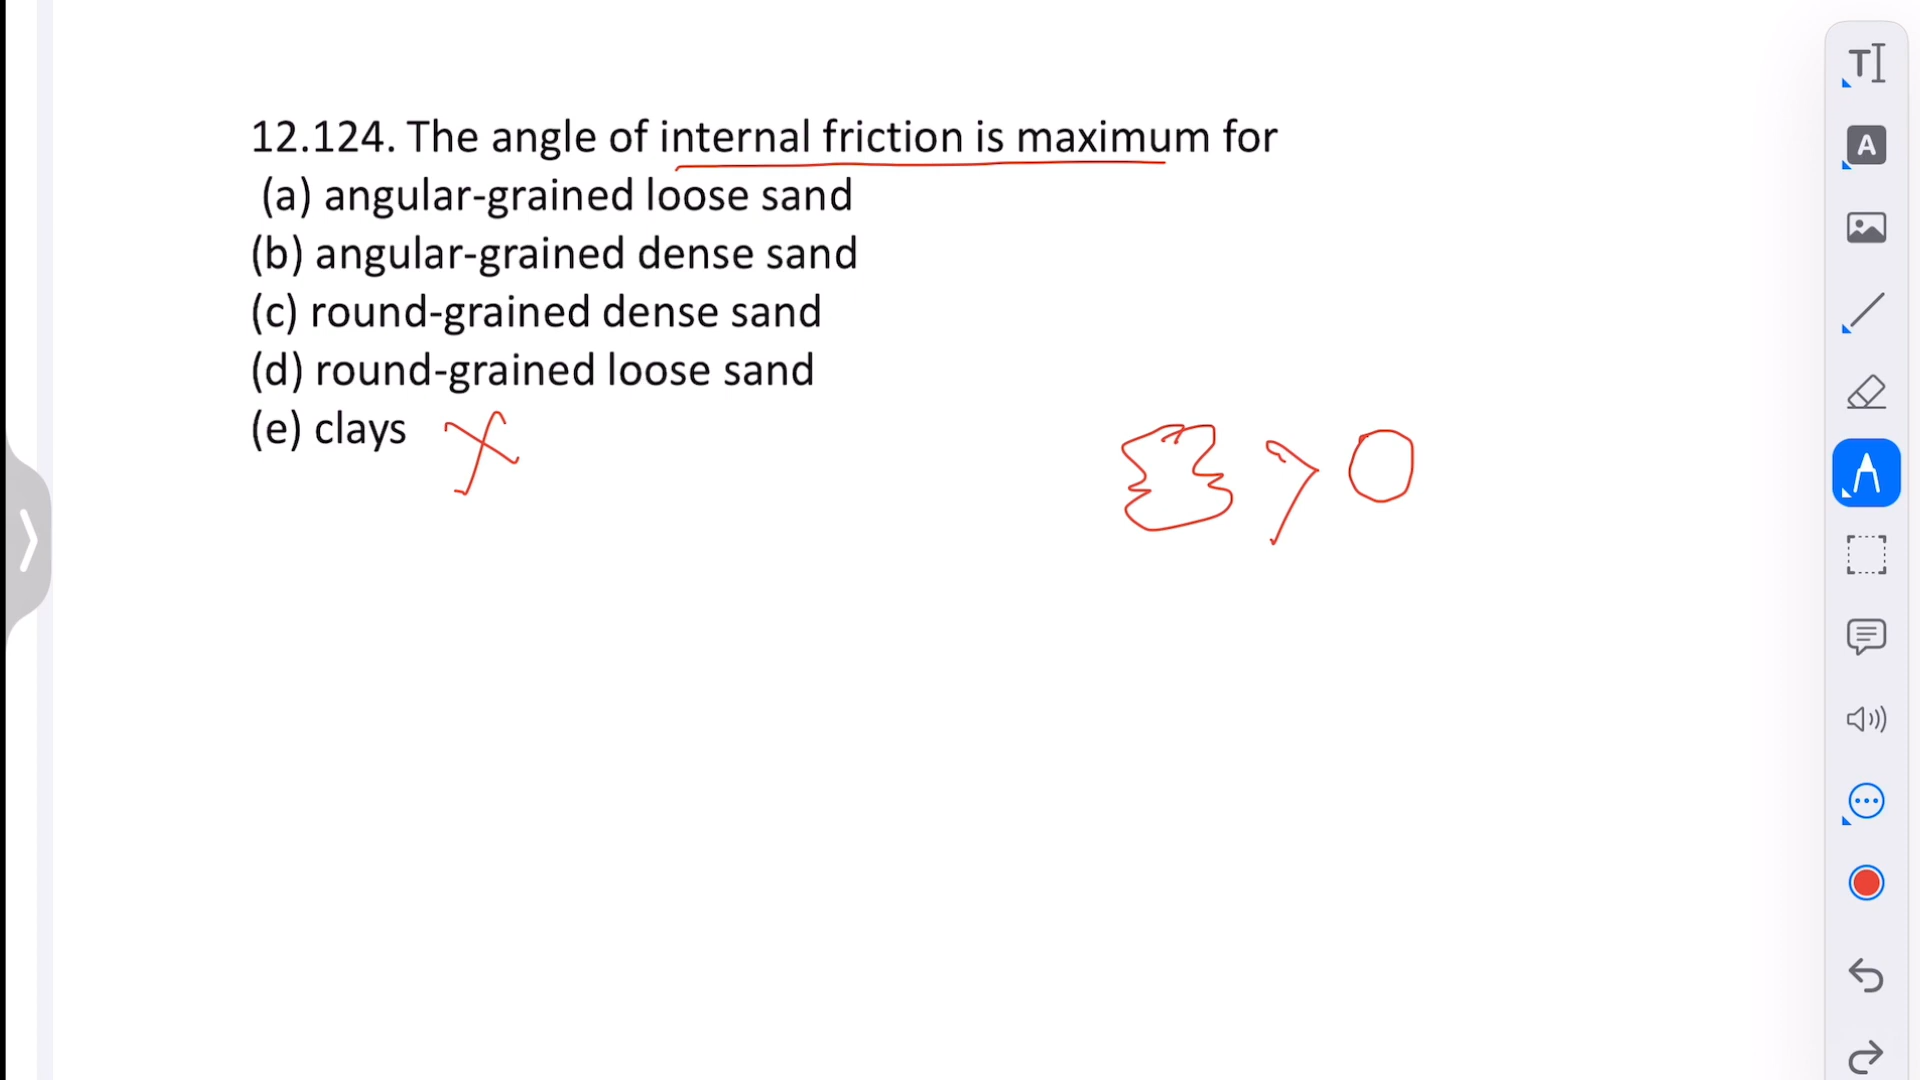 12.124. The angle of internal friction is maximum for
(a) angular-grained loose sand
(b) angular-grained dense sand
(c) round-grained dense sand
(d) round-grained loose sand
(e) clays
T
A